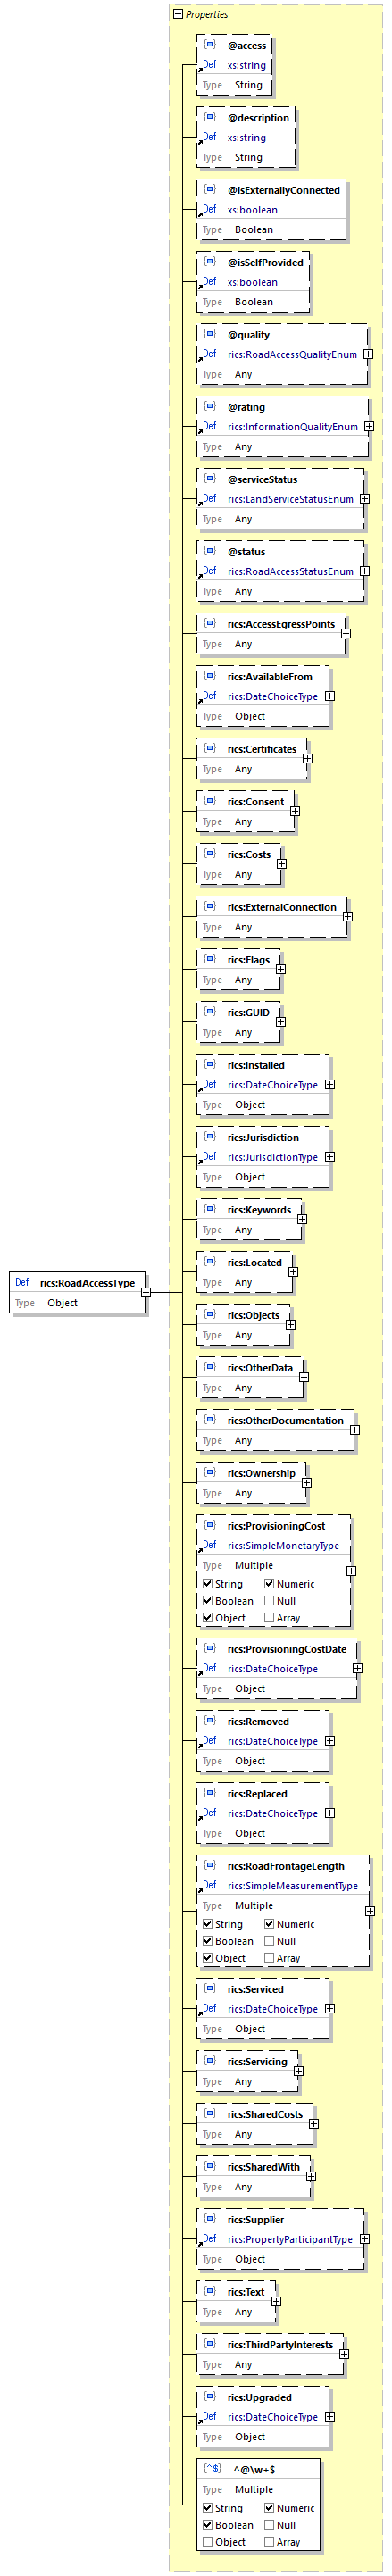 Properties
@access
Def xs:string
Type String
@description
Def xs:string
Type String
@isExternallyConnected
Def xs:boolean
Type Boolean
@isSelfProvided
Def xs:boolean
Type Boolean
@quality
Def rics:RoadAccessQualityEnum
Type Any
@rating
Def rics:InformationQualityEnum
Type Any
@serviceStatus
Def rics:LandServiceStatusEnum
Type Any
@status
Def rics:RoadAccessStatusEnum
Type Any
rics:AccessEgressPoints
Type Any
rics:AvailableFrom
Def rics:DateChoiceType
Type Object
rics:Certificates
Type Any
rics:Consent
Type Any
rics:Costs
Type Any
rics:ExternalConnection
Type Any
rics:Flags
Type Any
rics:GUID
Type Any
rics:Installed
Def rics:DateChoiceType
Type Object
rics:Jurisdiction
Def rics:JurisdictionType
Type Object
rics:Keywords
Type Any
rics:Located
Type Any
Def rics:RoadAccessType
Type Object
rics:Objects
Type Any
rics:OtherData
Type Any
rics:OtherDocumentation
Type Any
rics:Ownership
Type Any
rics:ProvisioningCost
Def rics:SimpleMonetaryType
Type Multiple
String Numeric
Boolean Null
Object Array
rics:ProvisioningCostDate
Def rics:DateChoiceType
Type Object
rics:Removed
Def rics:DateChoiceType
Type Object
rics:Replaced
Def rics:DateChoiceType
Type Object
rics:RoadFrontageLength
Def rics:SimpleMeasurementType
Type Multiple
String Numeric
Boolean Null
Object Array
rics:Serviced
Def rics:DateChoiceType
Type Object
rics:Servicing
Type Any
rics:SharedCosts
Type Any
rics:SharedWith
Type Any
rics:Supplier
Def rics:PropertyParticipantType
Type Object
rics:Text
Type Any
rics:ThirdPartyInterests
Type Any
rics:Upgraded
Def rics:DateChoiceType
Type Object
{^$} ^@\w+$
Type Multiple
String Numeric
Boolean Null
Object Array